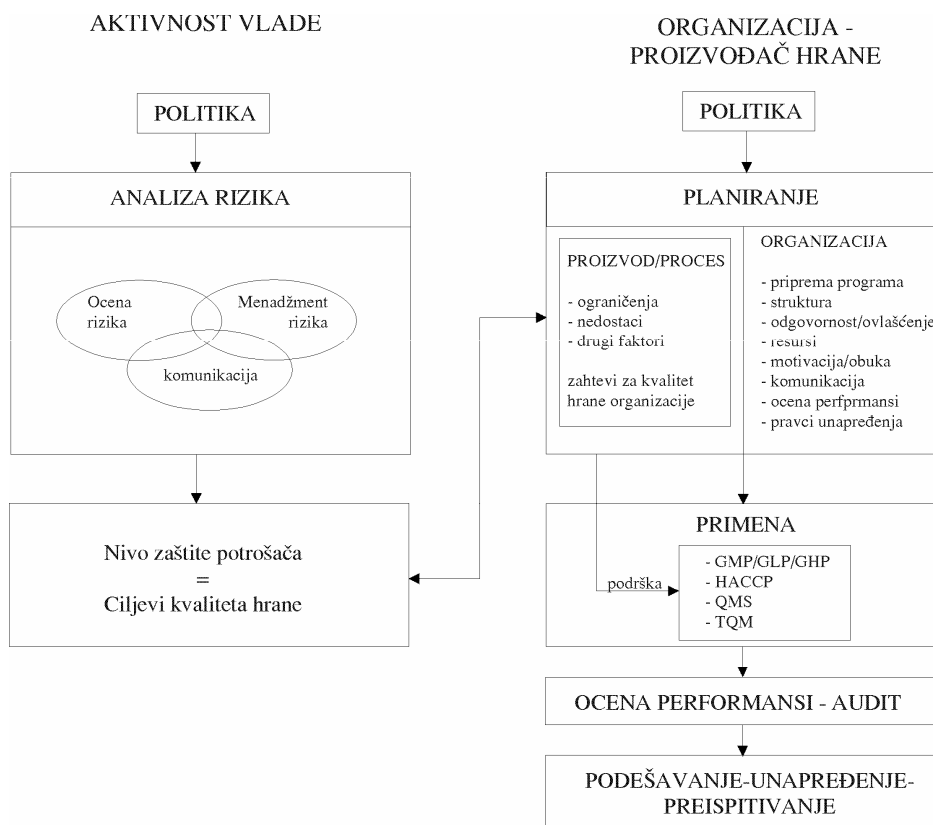 AKTIVNOST VLADE
POLITIKA
ANALIZA RIZIKA
Ocena
rizika
Menadžment
rizika
komunikacija
Nivo zaštite potrošača
=
Ciljevi kvaliteta hrane
ORGANIZACIJA -
PROIZVOĐAČ HRANE
POLITIKA
PLANIRANJE
PROIZVOD/PROCES
- ograničenja
- nedostaci
- drugi faktori
zahtevi za kvalitet
hrane organizacije
ORGANIZACIJA
- priprema programa
- struktura
- odgovornost/ovlašćenje
- resursi
- motivacija/obuka
- komunikacija
- ocena perfprmansi
- pravci unapređenja
PRIMENA
podrška
- GMP/GLP/GHP
- HACCP
- QMS
- TQM
OCENA PERFORMANSI - AUDIT
PODEŠAVANJE-UNAPREĐENJE-
PREISPITIVANJE